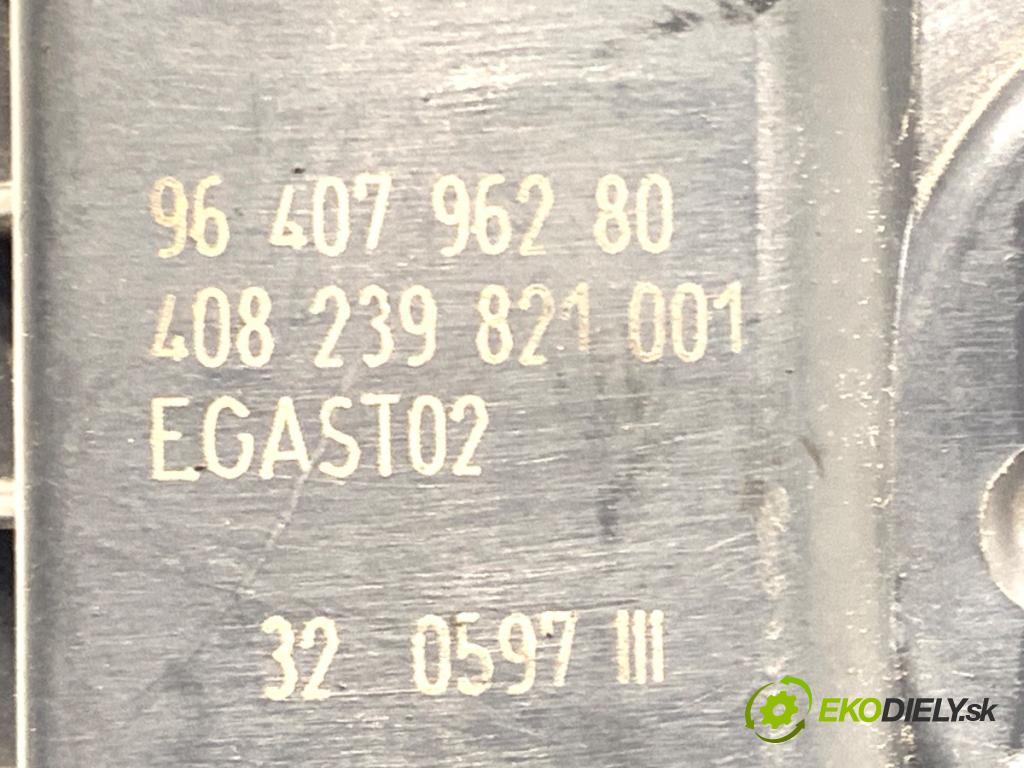 96 407 962 80
408 239 821 001
EGAST02
32 0597 III
EKODIELY.sk